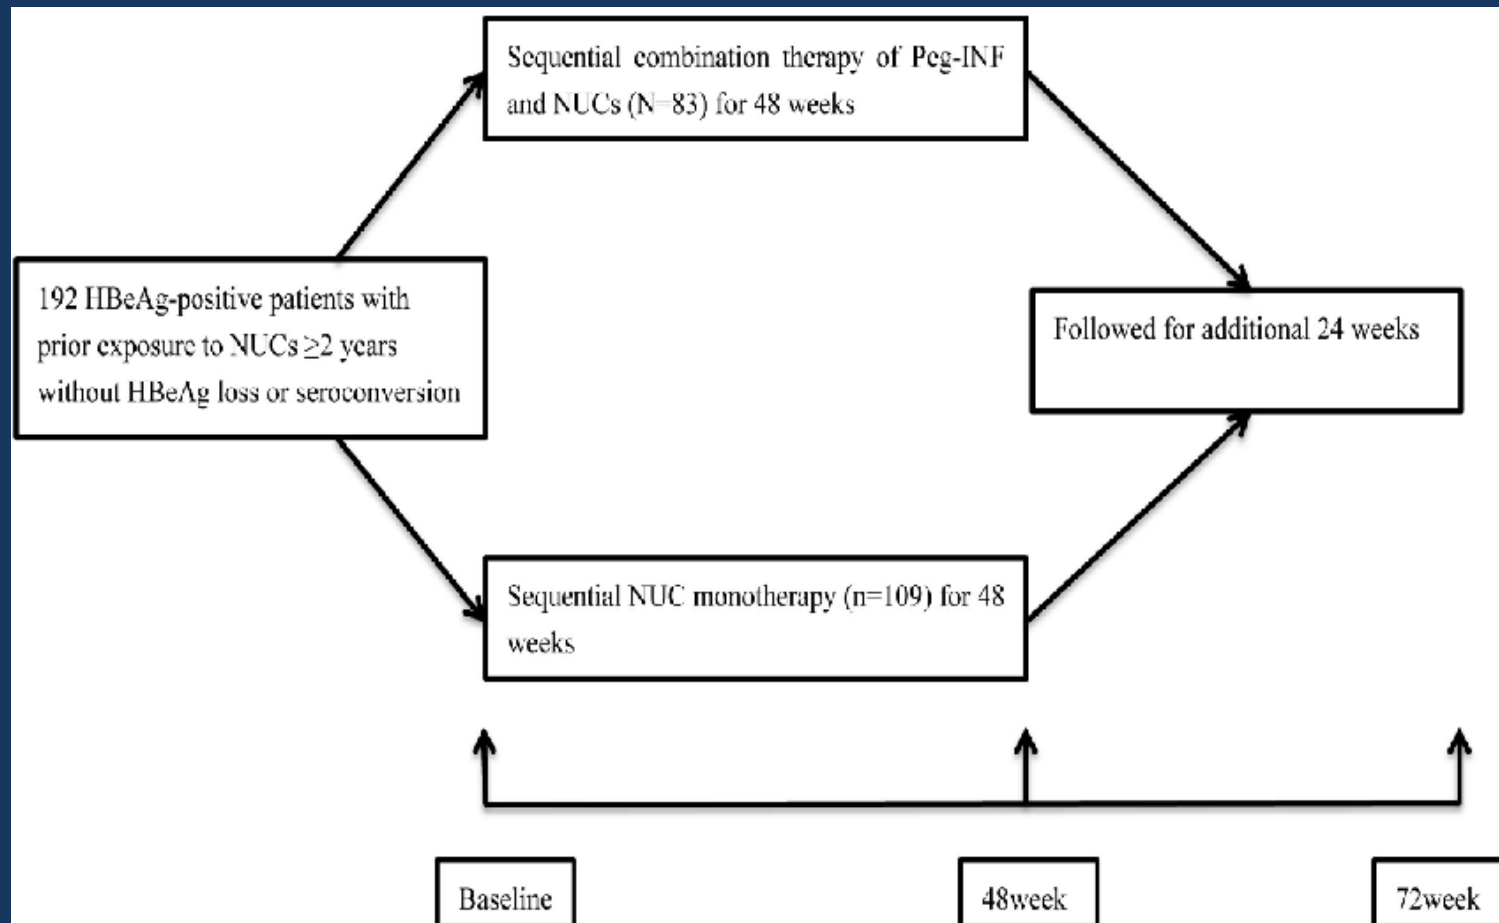 Sequential combination therapy of Peg-INF
and NUCs (N=83) for 48 weeks
192 HBeAg-positive patients with
prior exposure to NUCs ≥2 years
without HBeAg loss or seroconversion
Followed for additional 24 weeks
Sequential NUC monotherapy (n=109) for 48
weeks
Baseline
48week
72week